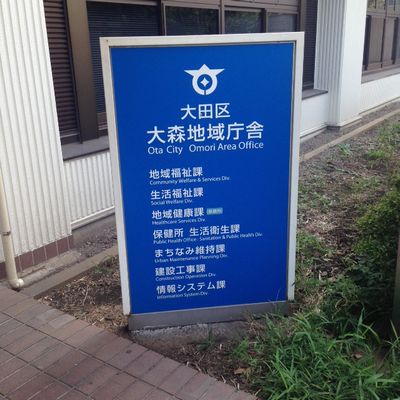 大田区
大森地域庁舎
Ota City Omori Area Office
地域福祉課
Community Welfare & Services Div.
生活福祉課
Social Welfare Div.
地域健康課
Healthcare Services Div.
保健所 生活衛生課
Public Health Office· Sanitation & Public Health Div.
まちなみ維持課
Urban Maintenance Planning Div.
建設工事課
Construction Operation Div.
情報システム課
Information System Div.